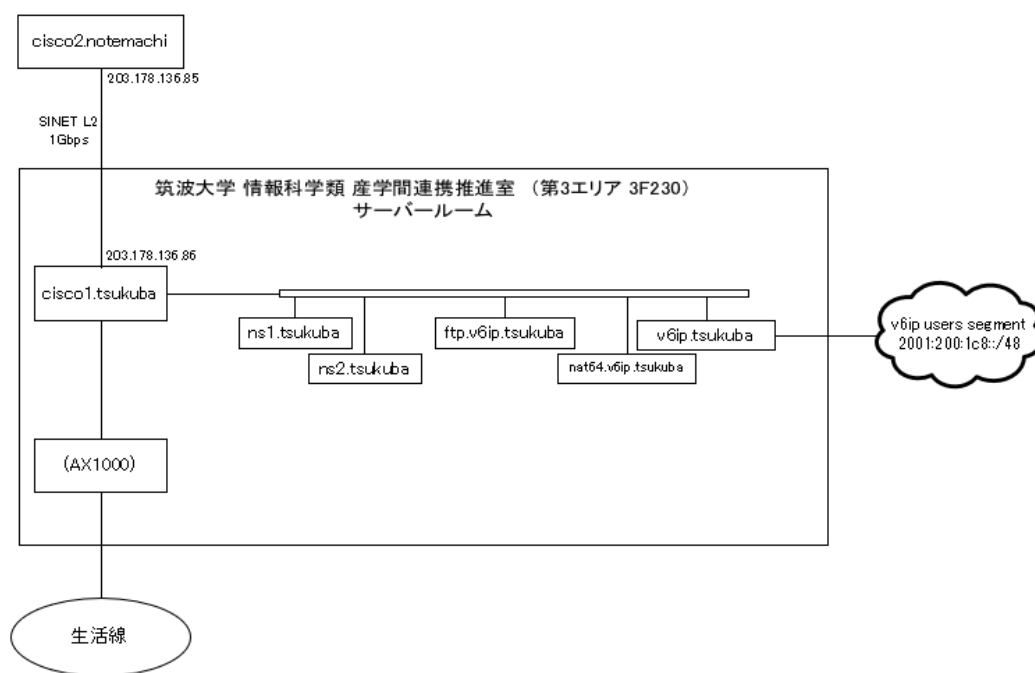 cisco2.notemachi
203.178.136.85
SINET L2
1Gbps
筑波大学 情報科学類 産学間連携推進室 (第3エリア 3F230)
サーバールーム
203.178.136.86
cisco1.tsukuba
ns1.tsukuba
ftp.v6ip.tsukuba
v6ip.tsukuba
ns2.tsukuba
nat64.v6ip.tsukuba
v6ip users segment
2001:200:1c8::/48
(AX1000)
生活線